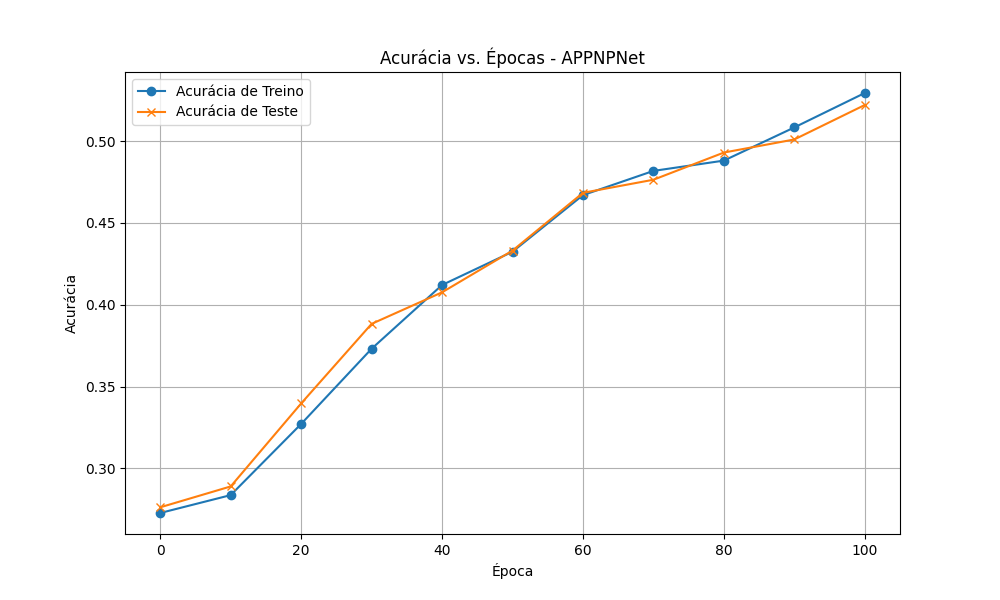 Acurácia vs. Épocas - APPNPNet
Acurácia de Treino
Acurácia de Teste
0.50
0.45
0.40
0.35
0.30
Acurácia
0 20 40 60 80 100
Época